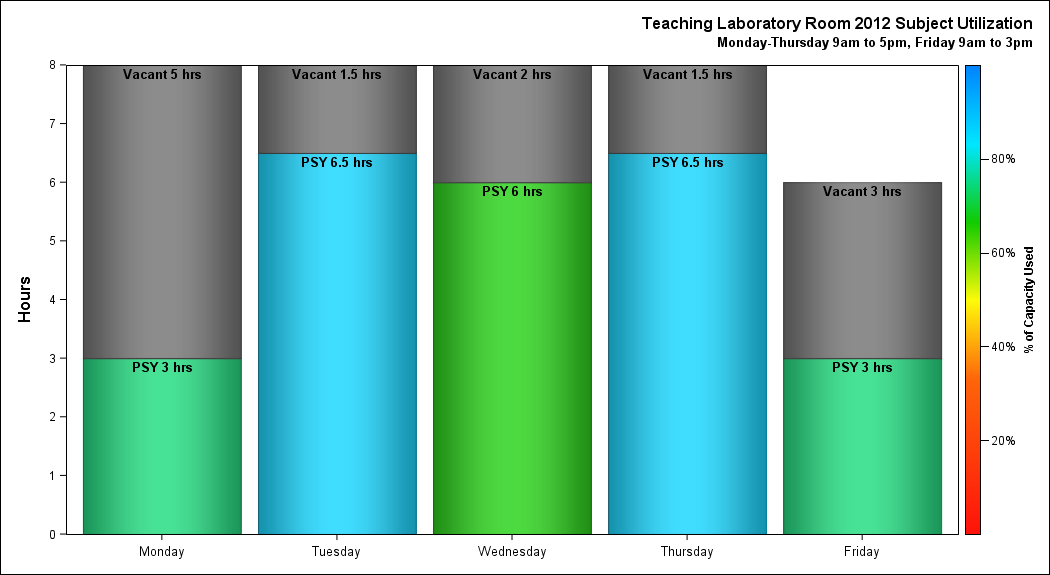 Teaching Laboratory Room 2012 Subject Utilization
Monday-Thursday 9am to 5pm, Friday 9am to 3pm
Hours
8
7
6
5
4
3
2
1
0
Vacant 5 hrs
PSY 3 hrs
Vacant 1.5 hrs
PSY 6.5 hrs
Vacant 2 hrs
PSY 6 hrs
Vacant 1.5 hrs
PSY 6.5 hrs
Vacant 3 hrs
PSY 3 hrs
Monday
Tuesday
Wednesday
Thursday
Friday
80%
60%
40%
20%
% of Capacity Used